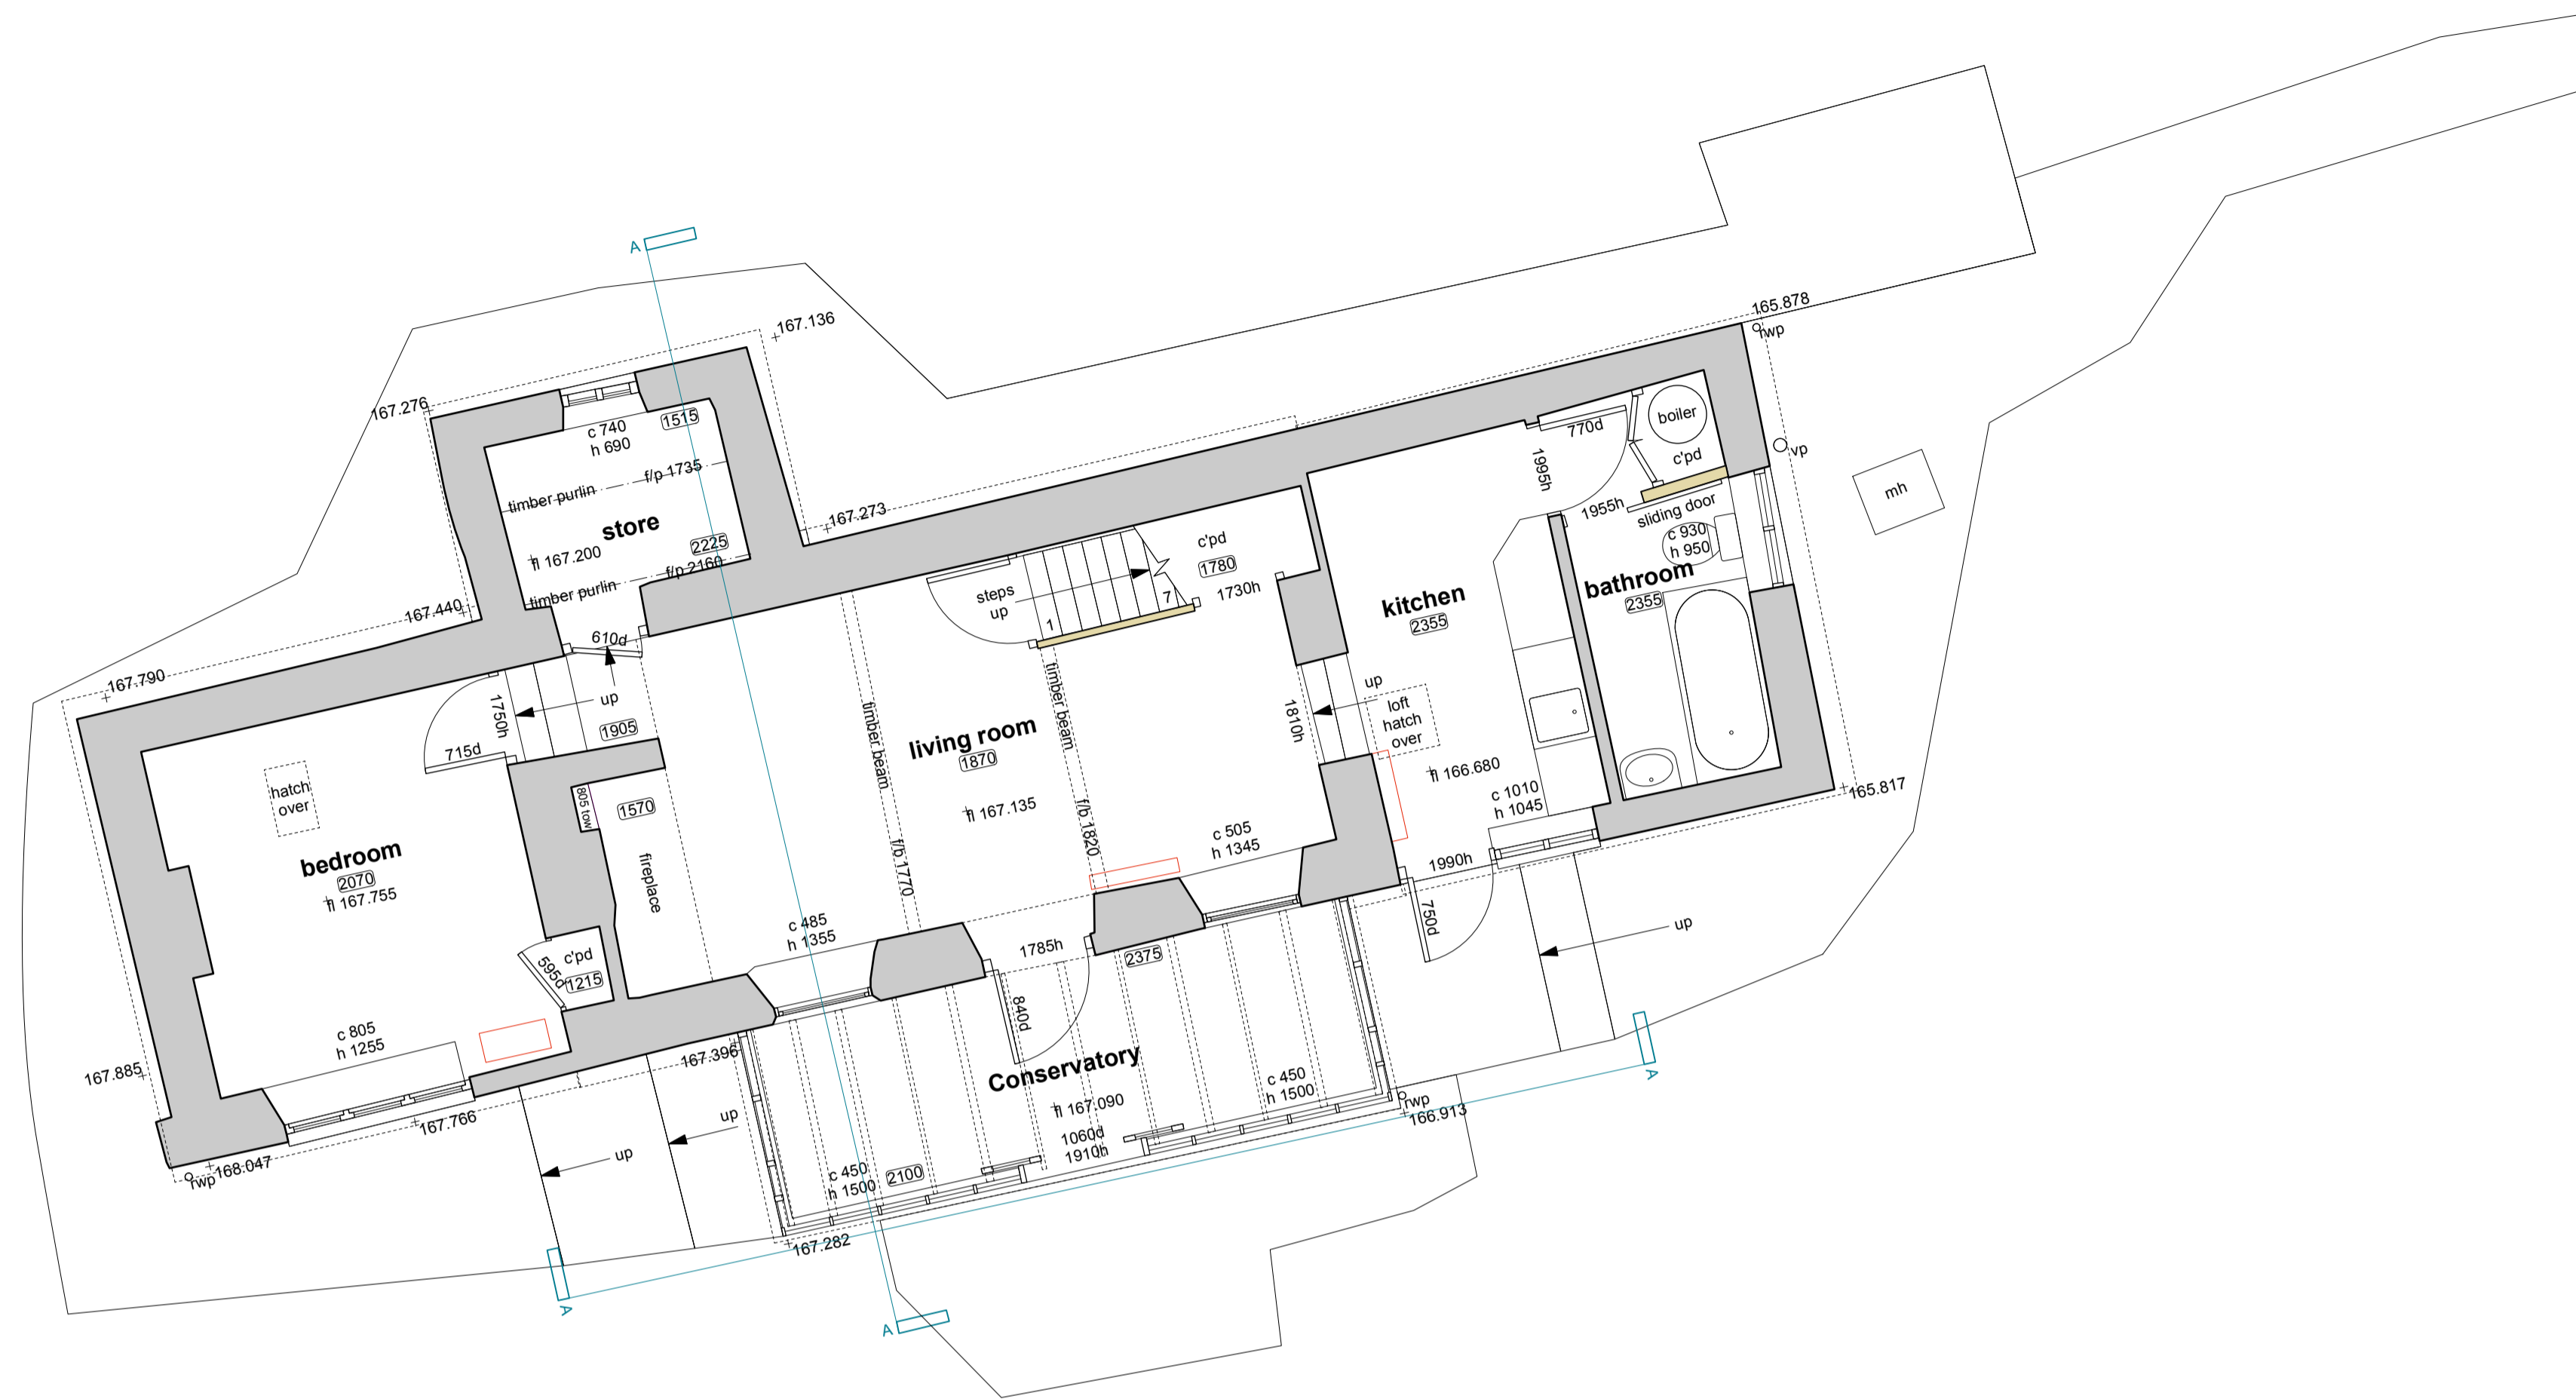 A
167.136
165.878
rwp
167.276
1515
c 740
h 690
timber purlin
f/p 1735
store
167.273
2225
fl 167.200
f/p 2160
timber purlin
167.440
610d
770d
boiler
c'pd
vp
1995h
1955h
sliding door
mh
c 930
h 950
bathroom
2355
c'pd
1780
1730h
steps
up
1
7
kitchen
2355
167.790
1750h
up
1905
715d
timber beam
timber beam
living room
1870
1810h
up
loft
hatch
over
fl 166.680
hatch
over
805 tow
1570
fl 167.135
f/b 1820
c 1010
h 1045
165.817
bedroom
2070
fl 167.755
fireplace
f/b 1770
c 505
h 1345
1990h
750d
up
c'pd
1215
595d
c 485
h 1355
1785h
2375
840d
c 805
h 1255
167.885
167.396
Conservatory
fl 167.090
c 450
h 1500
rwp
166.913
A
167.766
up
up
1060d
1910h
168.047
rwp
c 450
h 1500
2100
167.282
A
A